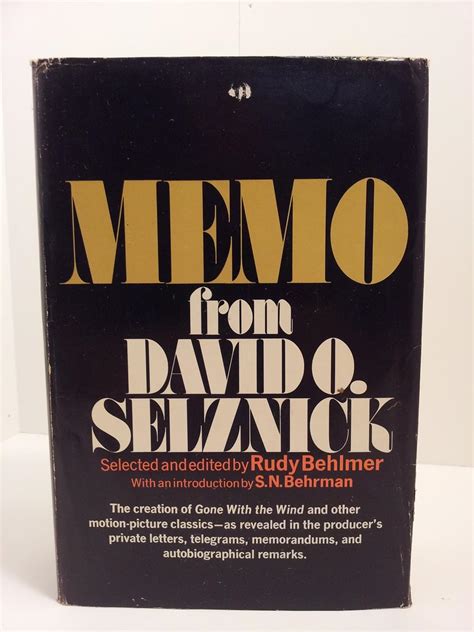 MEMO
from
DAVID O.
SELZNICK
Selected and edited by Rudy Behlmer
With an introduction by S.N. Behrman
The creation of Gone With the Wind and other
motion-picture classics—as revealed in the producer's
private letters, telegrams, memorandums, and
autobiographical remarks.